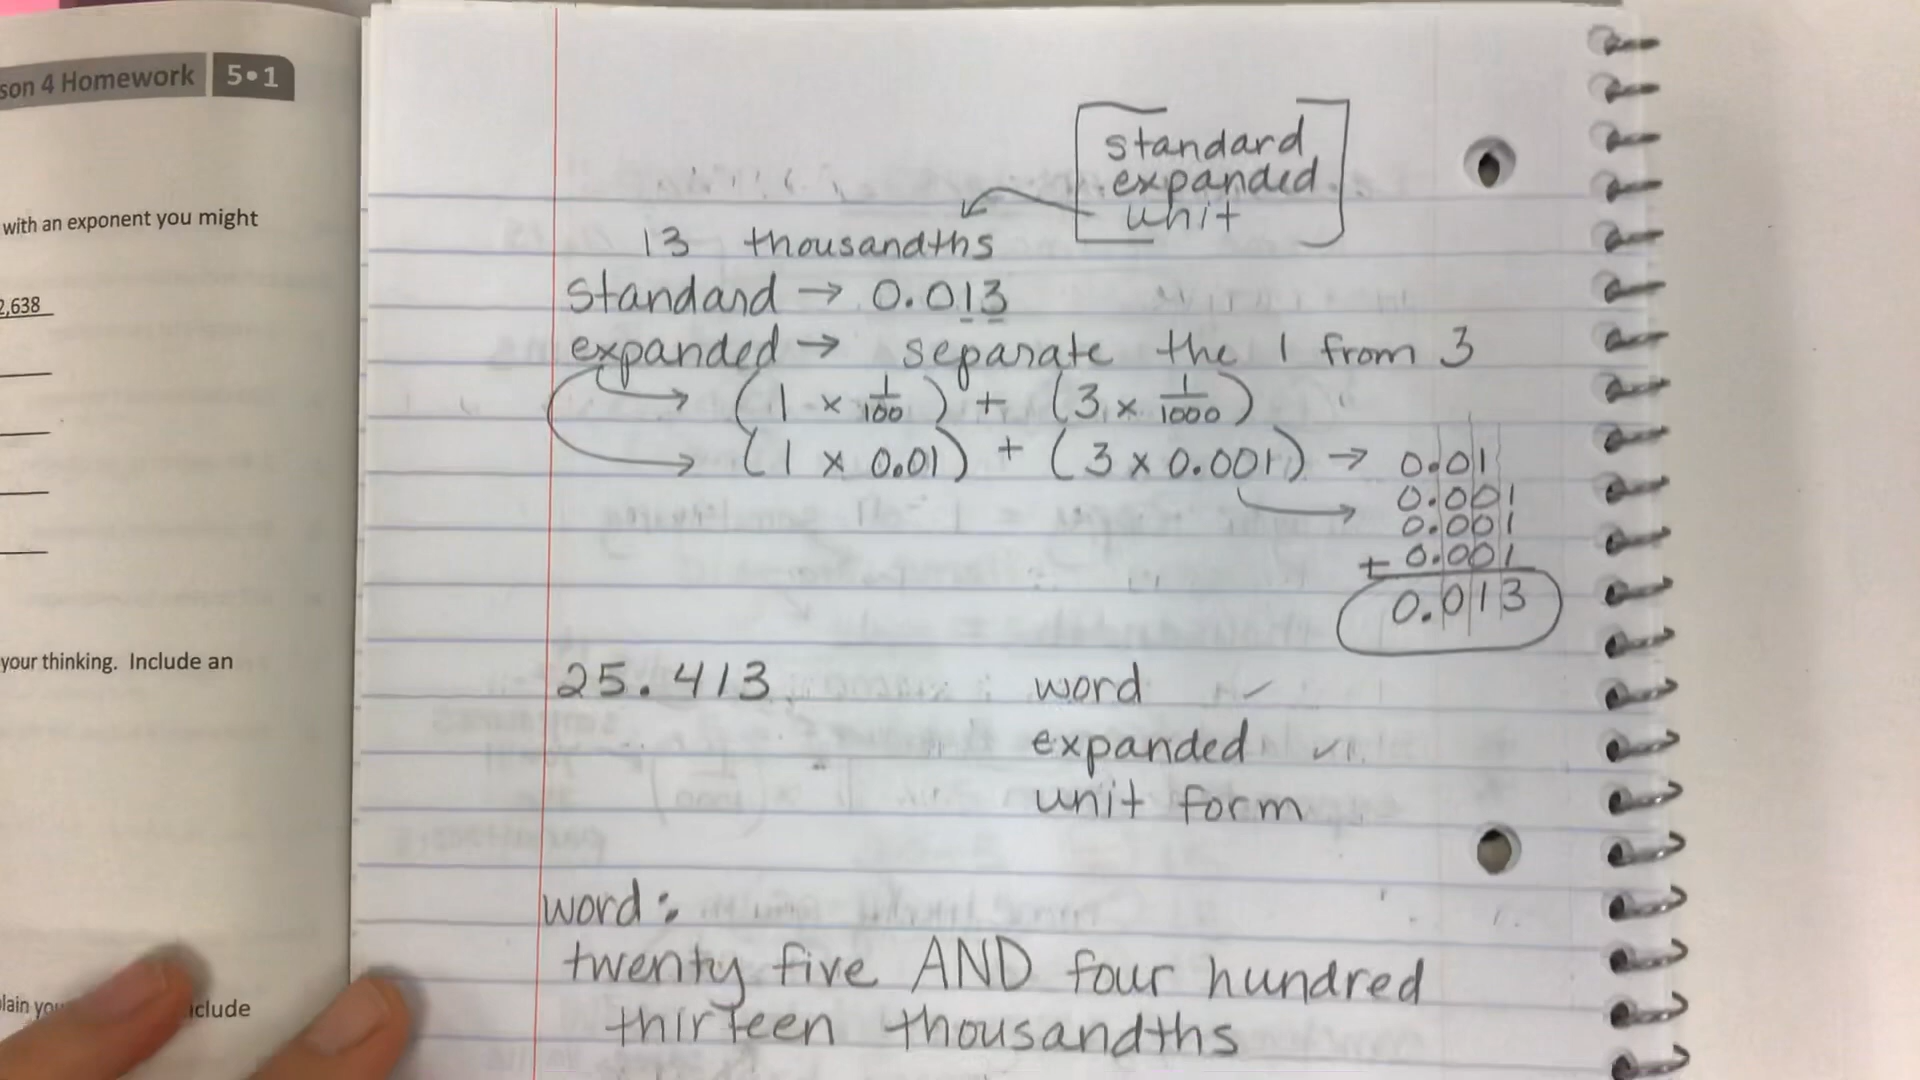 son 4 Homework 5•1
with an exponent you might
2,638
your thinking. Include an
lain you nclude
standard
expanded
unit
13 thousandths
standard → 0.013
expanded → separate the 1 from 3
(1 × 1/100) + (3 × 1/1000)
(1 × 0.01) + (3 × 0.001) → 0.01
0.001
0.001
+ 0.001
0.013
25.413 word ✓
expanded ✓
unit form
word:
twenty five AND four hundred
thirteen thousandths